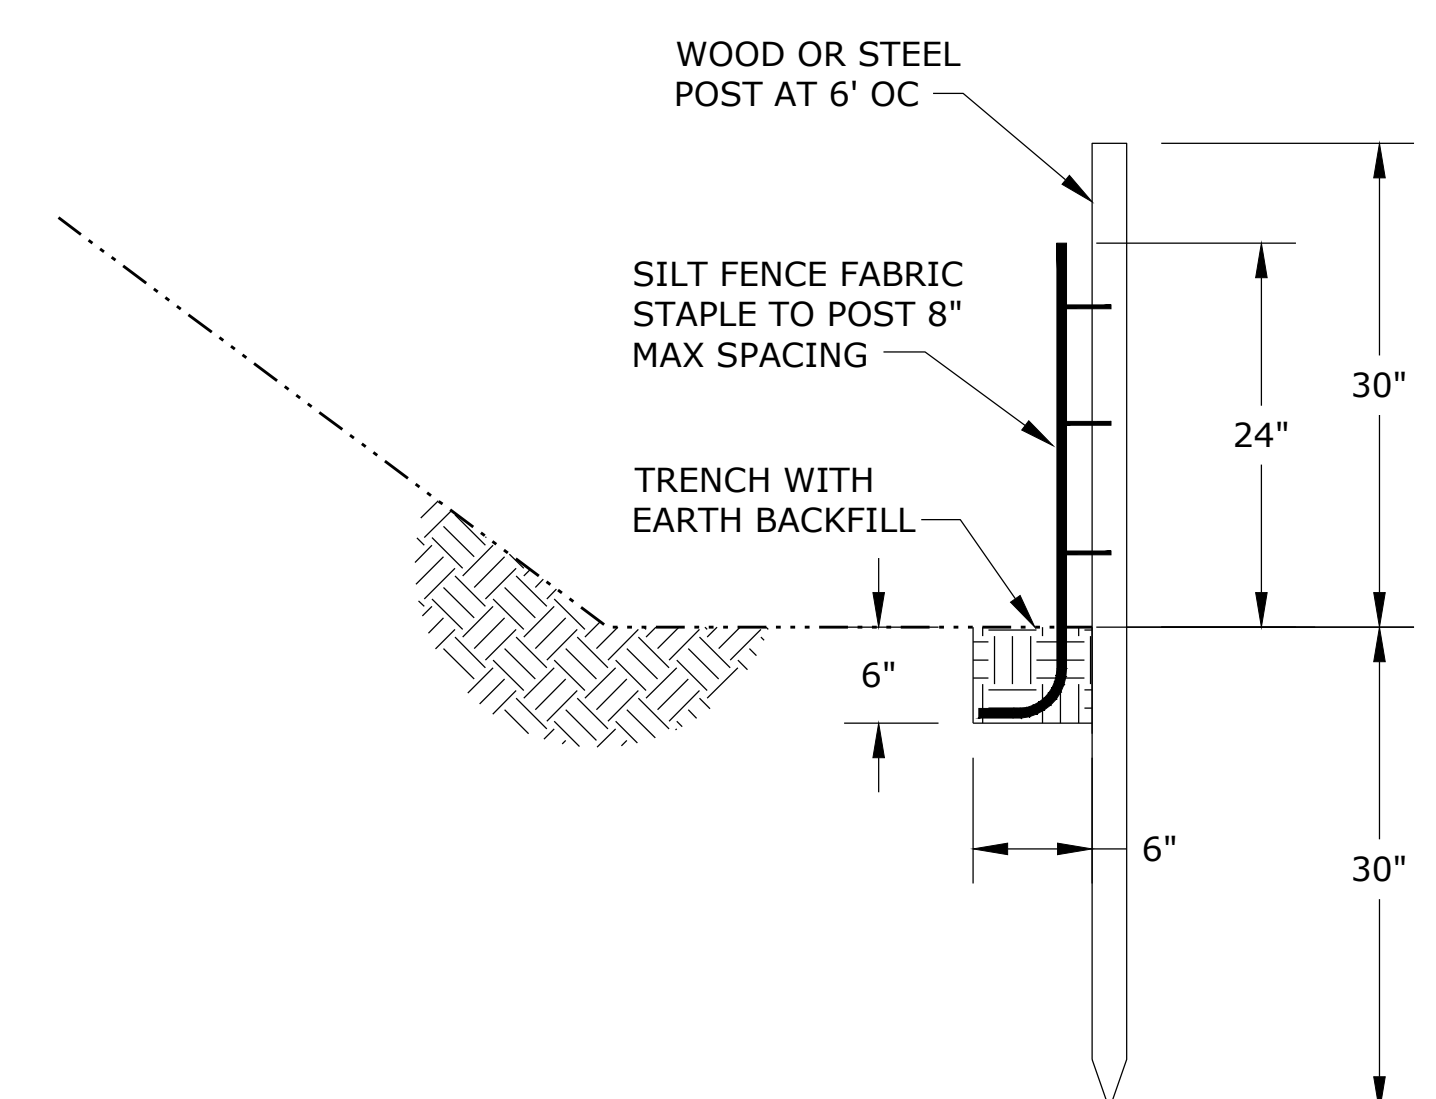 WOOD OR STEEL
POST AT 6' OC
SILT FENCE FABRIC
STAPLE TO POST 8"
MAX SPACING
30"
24"
TRENCH WITH
EARTH BACKFILL
6"
6"
30"